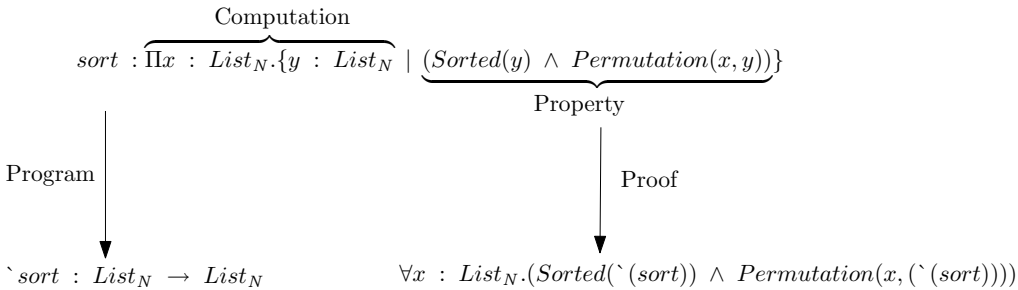 Computation
sort : Πx : List_N.{y : List_N | (Sorted(y) ∧ Permutation(x, y))}
Property
Program
Proof
`sort : List_N → List_N
∀x : List_N.(Sorted(`(sort)) ∧ Permutation(x, (`(sort))))